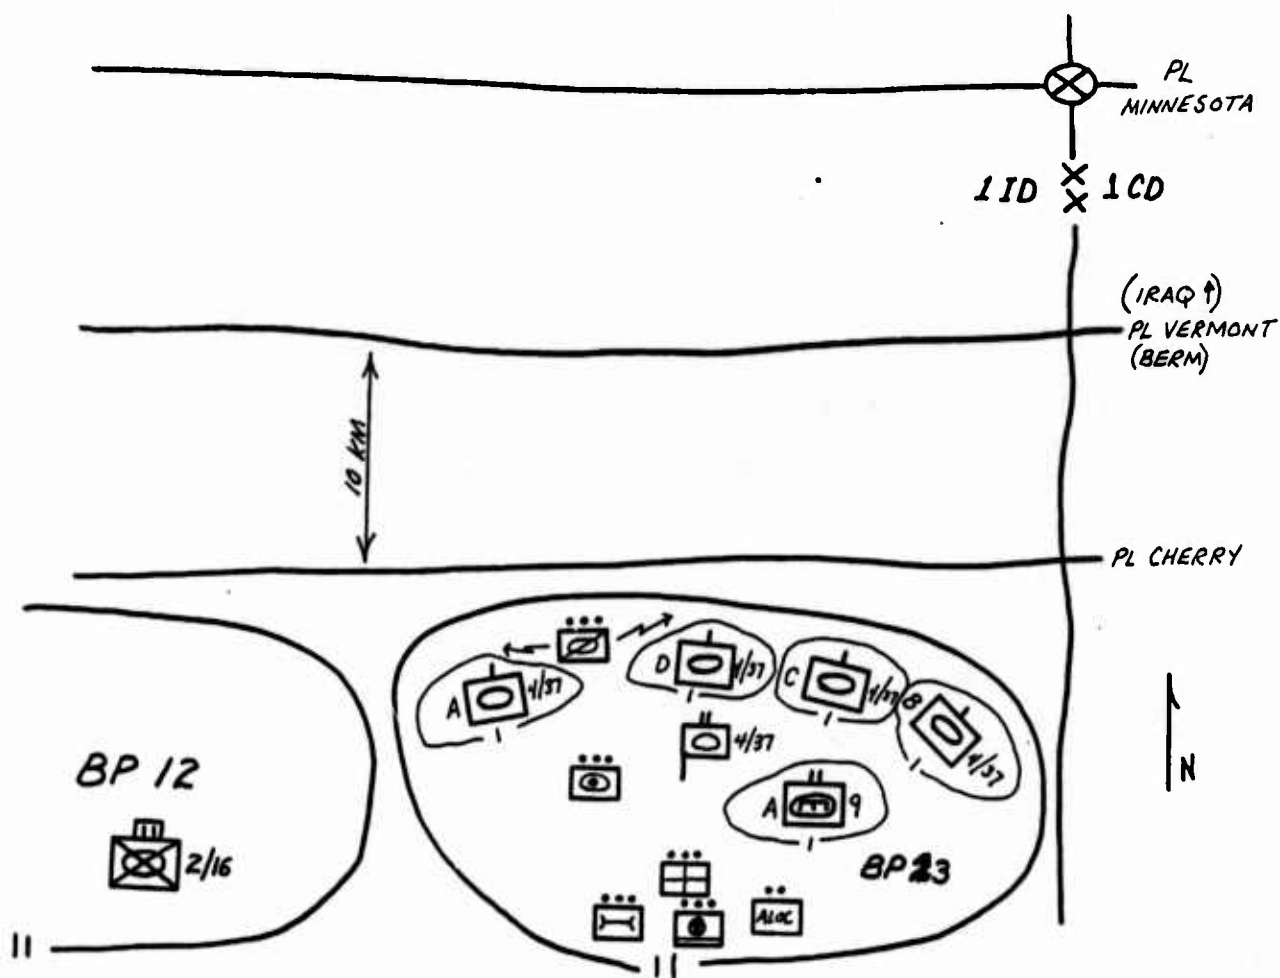 PL
MINNESOTA
1 ID
1 CD
(IRAQ ↑)
PL VERMONT
(BERM)
10 KM
PL CHERRY
A 4/37
D 4/37
C 4/37
B 4/37
4/37
BP 12
2/16
A 9
BP 23
ALOC
N